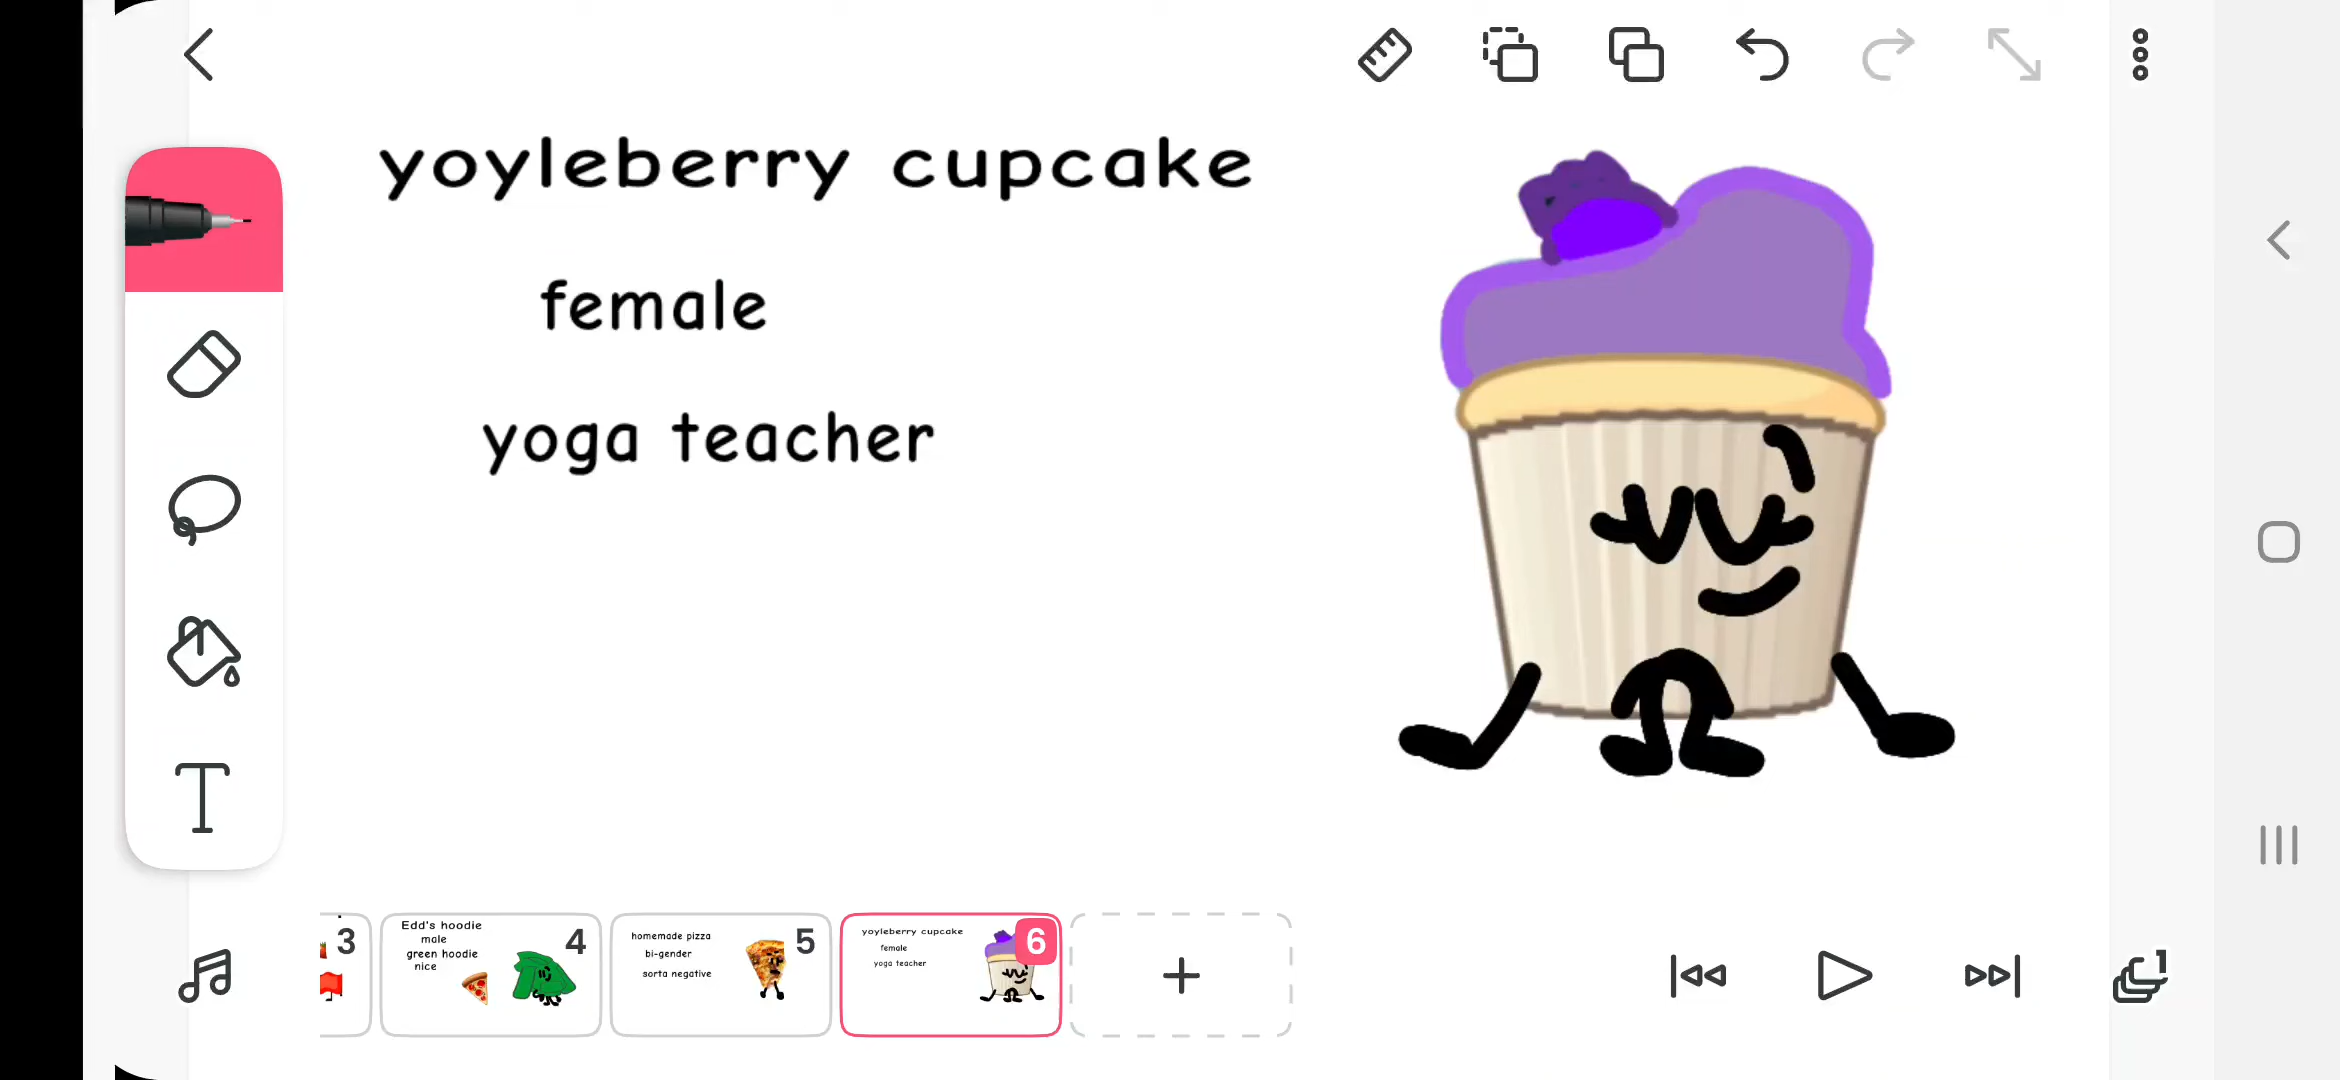 yoyleberry cupcake
female
yoga teacher
T
3
Edd's hoodie
male
green hoodie
nice
4
homemade pizza
bi-gender
sorta negative
5
yoyleberry cupcake
female
yoga teacher
6
+
1